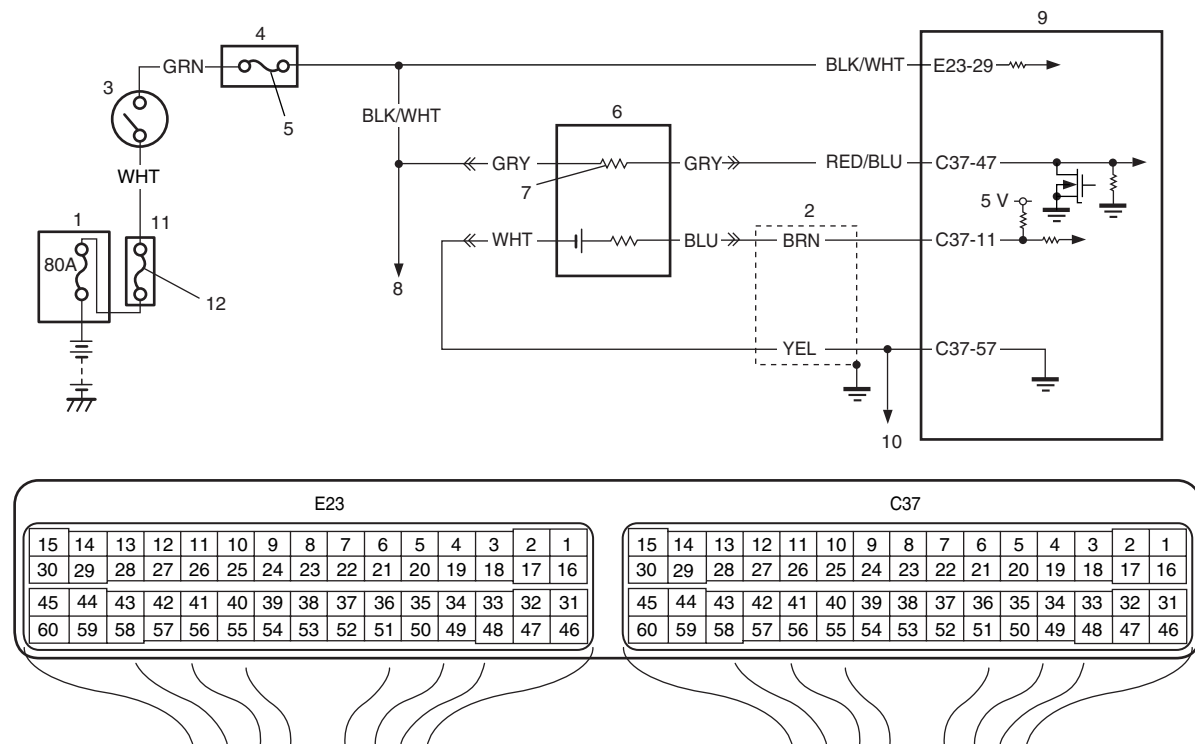 9
4
GRN
BLK/WHT
E23-29
3
5
BLK/WHT
6
GRY
GRY
RED/BLU
C37-47
7
WHT
5 V
1
11
2
WHT
BLU
BRN
C37-11
80A
12
8
YEL
C37-57
10
E23
C37
15 14 13 12 11 10 9 8 7 6 5 4 3 2 1
15 14 13 12 11 10 9 8 7 6 5 4 3 2 1
30 29 28 27 26 25 24 23 22 21 20 19 18 17 16
30 29 28 27 26 25 24 23 22 21 20 19 18 17 16
45 44 43 42 41 40 39 38 37 36 35 34 33 32 31
45 44 43 42 41 40 39 38 37 36 35 34 33 32 31
60 59 58 57 56 55 54 53 52 51 50 49 48 47 46
60 59 58 57 56 55 54 53 52 51 50 49 48 47 46